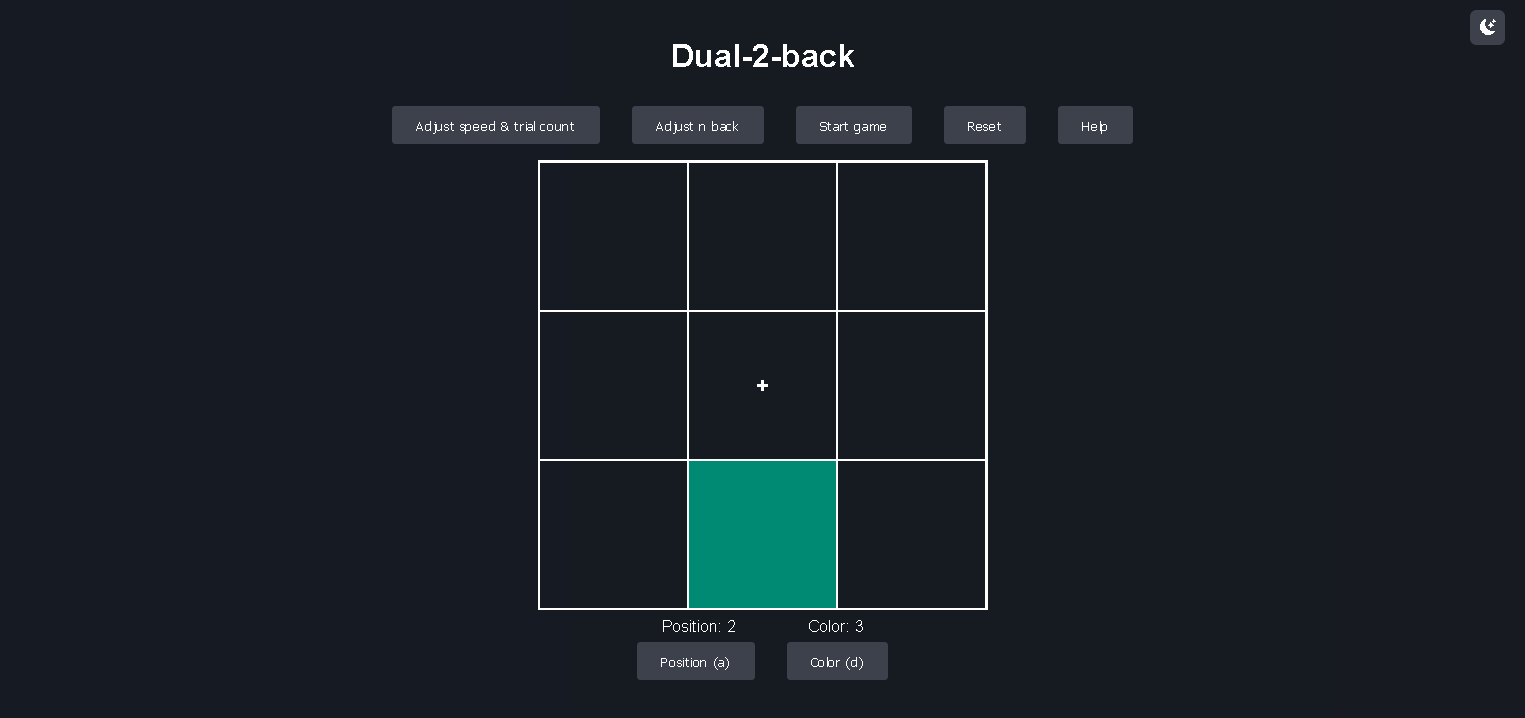 Dual-2-back
Adjust speed & trial count Adjust n back Start game Reset Help
+
Position: 2 Color: 3
Position (a) Color (d)